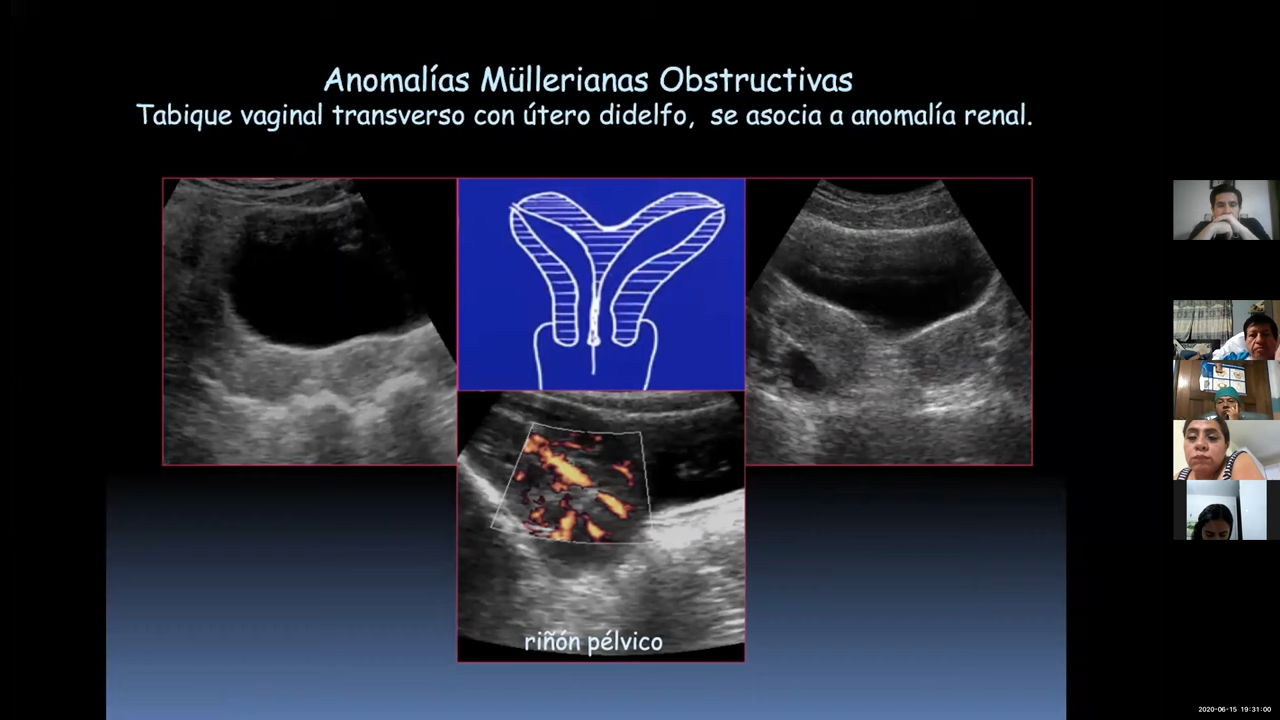 Anomalías Müllerianas Obstructivas
Tabique vaginal transverso con útero didelfo, se asocia a anomalía renal.
riñón pélvico
2020-06-15 19:31:00